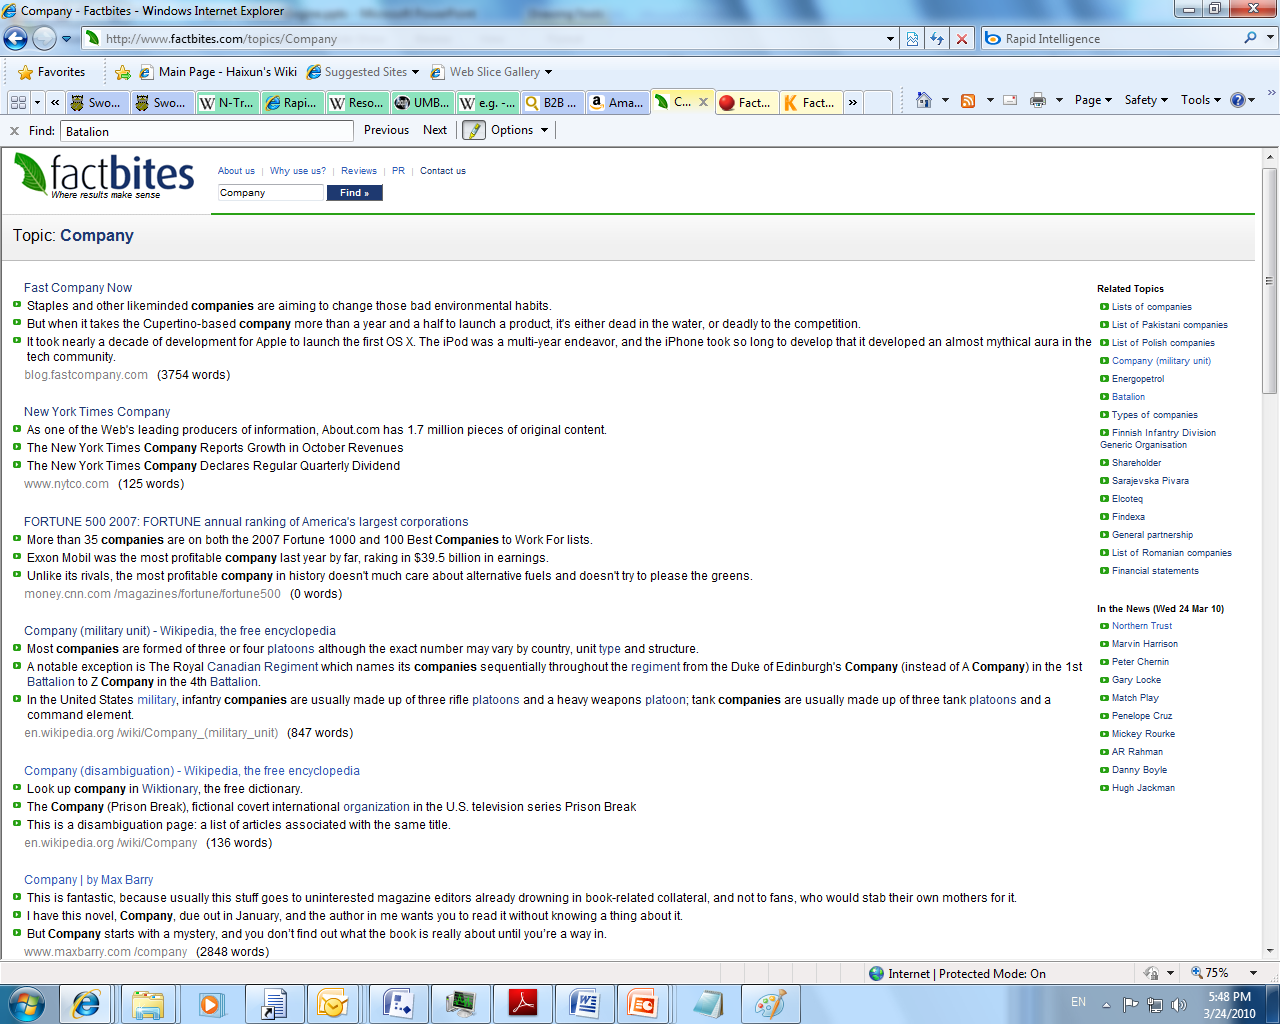 Company - Factbites - Windows Internet Explorer
http://www.factbites.com/topics/Company
Rapid Intelligence
Favorites
Main Page - Haixun's Wiki
Suggested Sites
Web Slice Gallery
Swo...
Swo...
N-Tr...
Rapi...
Reso...
UMB...
e.g. -...
B2B ...
Ama...
C...
Fact...
Fact...
Page
Safety
Tools
Find:
Batalion
Previous
Next
Options
factbites
Where results make sense
About us | Why use us? | Reviews | PR | Contact us
Company
Find »
Topic: Company
Fast Company Now
Staples and other likeminded companies are aiming to change those bad environmental habits.
But when it takes the Cupertino-based company more than a year and a half to launch a product, it's either dead in the water, or deadly to the competition.
It took nearly a decade of development for Apple to launch the first OS X. The iPod was a multi-year endeavor, and the iPhone took so long to develop that it developed an almost mythical aura in the
tech community.
blog.fastcompany.com (3754 words)
New York Times Company
As one of the Web's leading producers of information, About.com has 1.7 million pieces of original content.
The New York Times Company Reports Growth in October Revenues
The New York Times Company Declares Regular Quarterly Dividend
www.nytco.com (125 words)
FORTUNE 500 2007: FORTUNE annual ranking of America's largest corporations
More than 35 companies are on both the 2007 Fortune 1000 and 100 Best Companies to Work For lists.
Exxon Mobil was the most profitable company last year by far, raking in $39.5 billion in earnings.
Unlike its rivals, the most profitable company in history doesn't much care about alternative fuels and doesn't try to please the greens.
money.cnn.com /magazines/fortune/fortune500 (0 words)
Company (military unit) - Wikipedia, the free encyclopedia
Most companies are formed of three or four platoons although the exact number may vary by country, unit type and structure.
A notable exception is The Royal Canadian Regiment which names its companies sequentially throughout the regiment from the Duke of Edinburgh's Company (instead of A Company) in the 1st
Battalion to Z Company in the 4th Battalion.
In the United States military, infantry companies are usually made up of three rifle platoons and a heavy weapons platoon; tank companies are usually made up of three tank platoons and a
command element.
en.wikipedia.org /wiki/Company_(military_unit) (847 words)
Company (disambiguation) - Wikipedia, the free encyclopedia
Look up company in Wiktionary, the free dictionary.
The Company (Prison Break), fictional covert international organization in the U.S. television series Prison Break
This is a disambiguation page: a list of articles associated with the same title.
en.wikipedia.org /wiki/Company (136 words)
Company | by Max Barry
This is fantastic, because usually this stuff goes to uninterested magazine editors already drowning in book-related collateral, and not to fans, who would stab their own mothers for it.
I have this novel, Company, due out in January, and the author in me wants you to read it without knowing a thing about it.
But Company starts with a mystery, and you don't find out what the book is really about until you're a way in.
www.maxbarry.com /company (2848 words)
Related Topics
Lists of companies
List of Pakistani companies
List of Polish companies
Company (military unit)
Energopetrol
Batalion
Types of companies
Finnish Infantry Division
Generic Organisation
Shareholder
Sarajevska Pivara
Elcoteq
Findexa
General partnership
List of Romanian companies
Financial statements
In the News (Wed 24 Mar 10)
Northern Trust
Marvin Harrison
Peter Chernin
Gary Locke
Match Play
Penelope Cruz
Mickey Rourke
AR Rahman
Danny Boyle
Hugh Jackman
Internet | Protected Mode: On
75%
EN
5:48 PM
3/24/2010